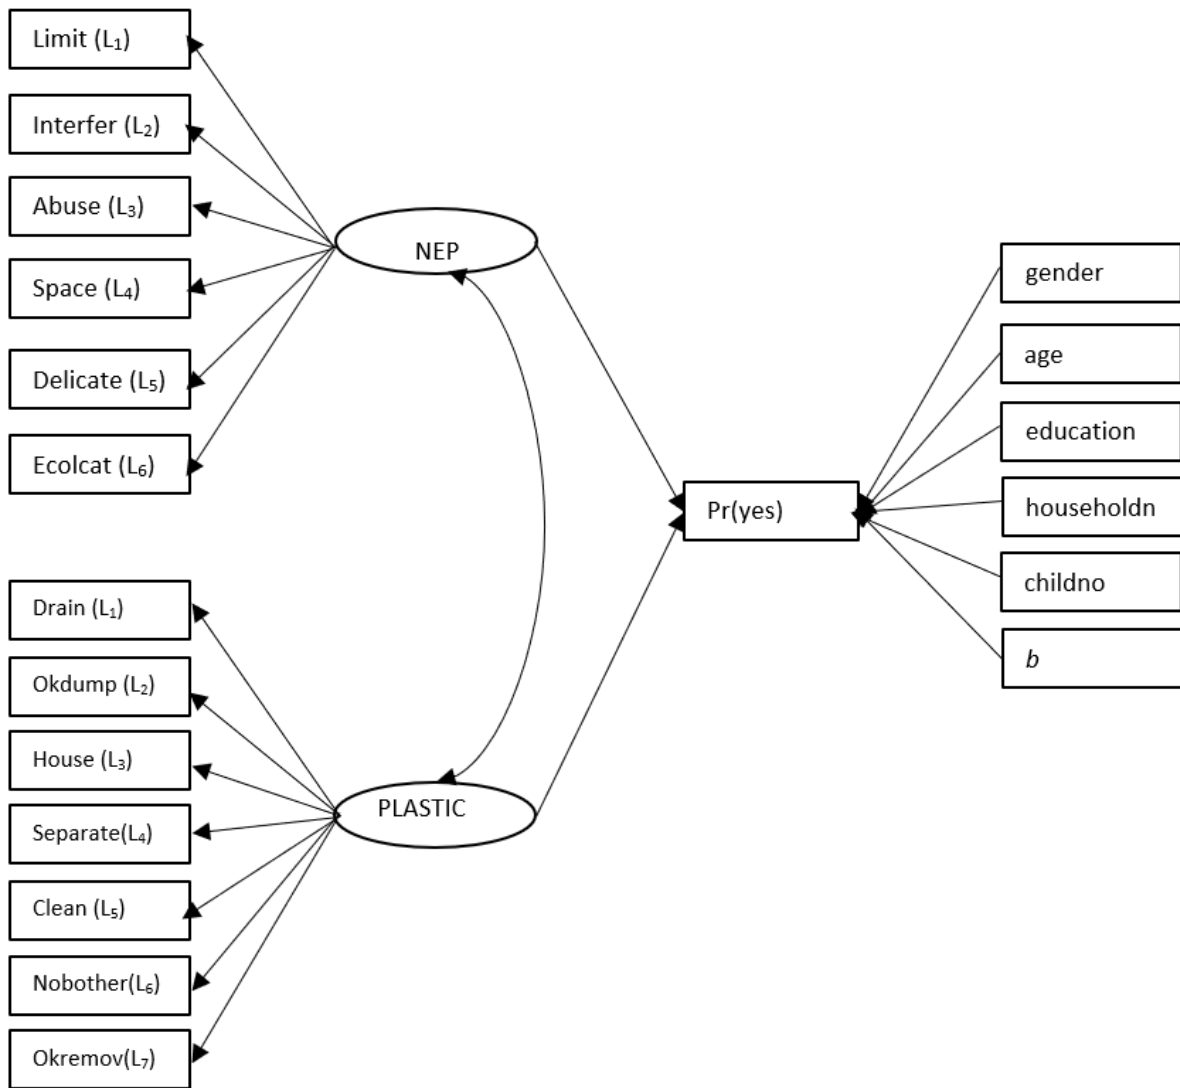 Limit (L₁)
Interfer (L₂)
Abuse (L₃)
Space (L₄)
Delicate (L₅)
Ecolcat (L₆)
NEP
Drain (L₁)
Okdump (L₂)
House (L₃)
Separate(L₄)
Clean (L₅)
Nobother(L₆)
Okremov(L₇)
PLASTIC
Pr(yes)
gender
age
education
householdn
childno
b